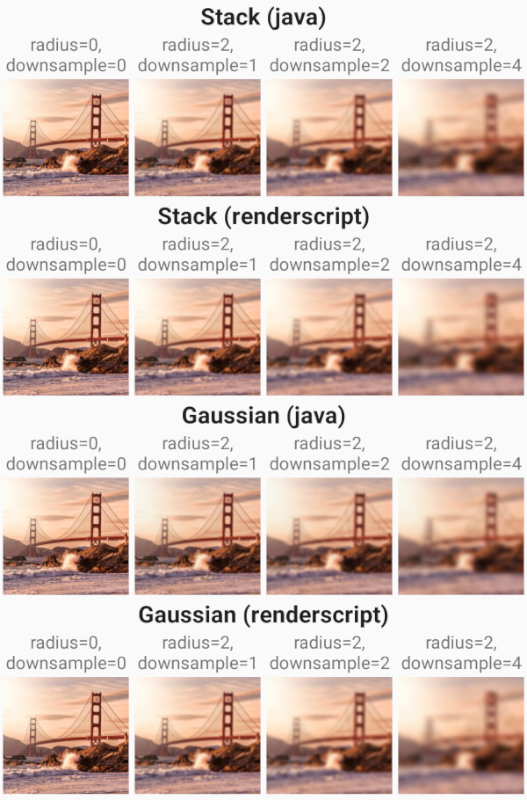 Stack (java)
radius=0, radius=2, radius=2, radius=2,
downsample=0 downsample=1 downsample=2 downsample=4
Stack (renderscript)
radius=0, radius=2, radius=2, radius=2,
downsample=0 downsample=1 downsample=2 downsample=4
Gaussian (java)
radius=0, radius=2, radius=2, radius=2,
downsample=0 downsample=1 downsample=2 downsample=4
Gaussian (renderscript)
radius=0, radius=2, radius=2, radius=2,
downsample=0 downsample=1 downsample=2 downsample=4